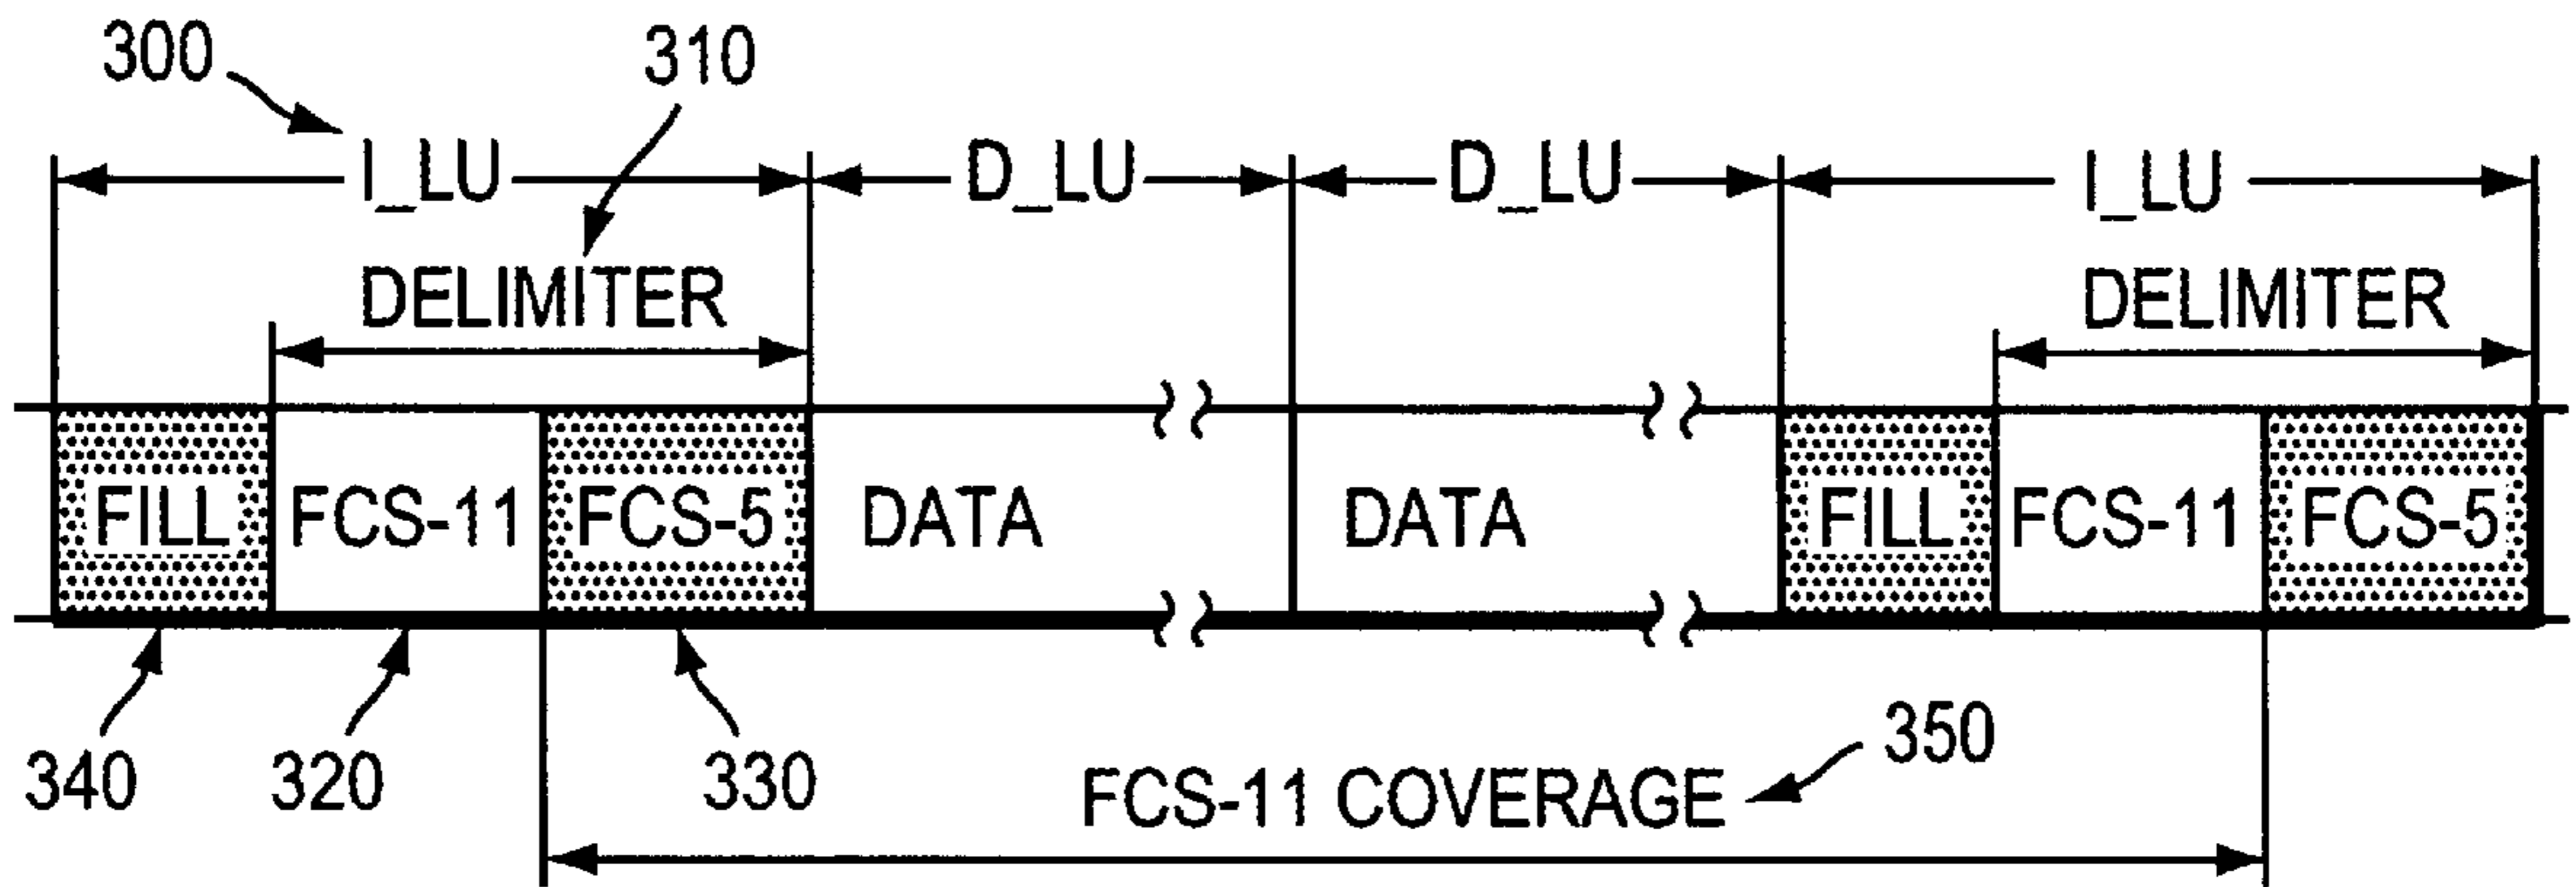 300 310
I_LU D_LU D_LU I_LU
DELIMITER DELIMITER
FILL FCS-11 FCS-5 DATA DATA FILL FCS-11 FCS-5
340 320 330 FCS-11 COVERAGE 350